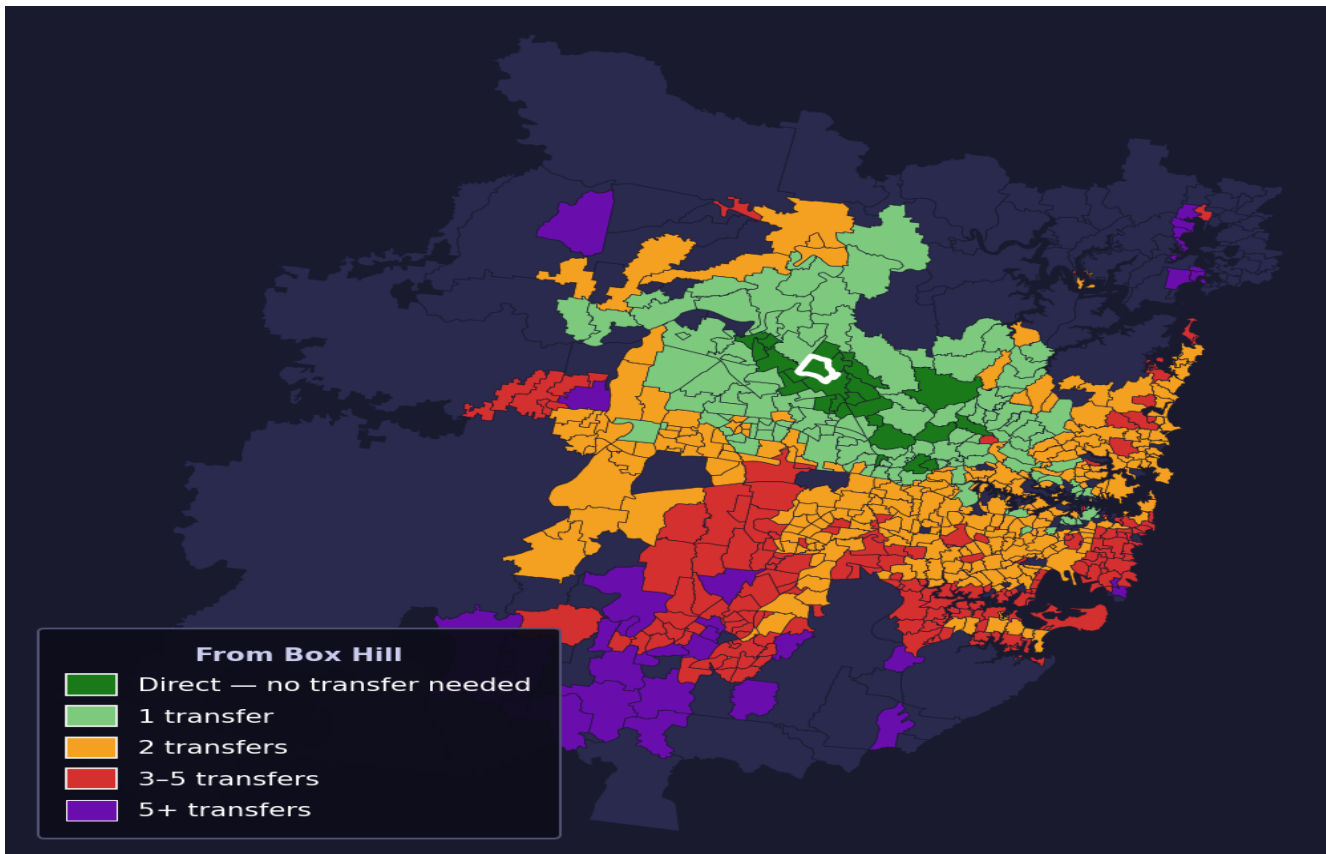 From Box Hill
Direct — no transfer needed
1 transfer
2 transfers
3–5 transfers
5+ transfers